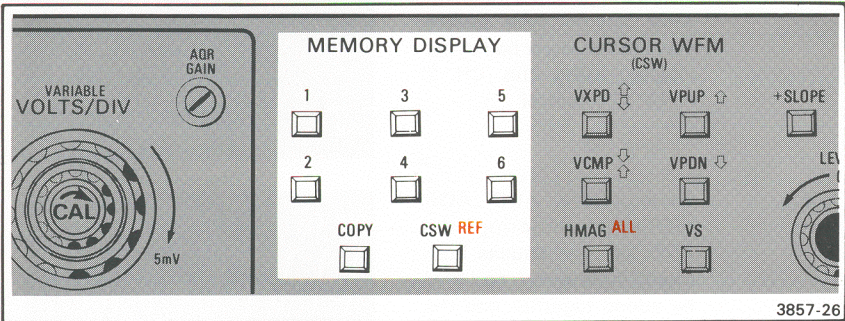 AQR
GAIN
VARIABLE
VOLTS/DIV
CAL
5mV
MEMORY DISPLAY
1 3 5
2 4 6
COPY CSW REF
CURSOR WFM
(CSW)
VXPD ⇧⇩ VPUP ⇧ +SLOPE
VCMP ⇩⇧ VPDN ⇩
HMAG ALL VS
3857-26